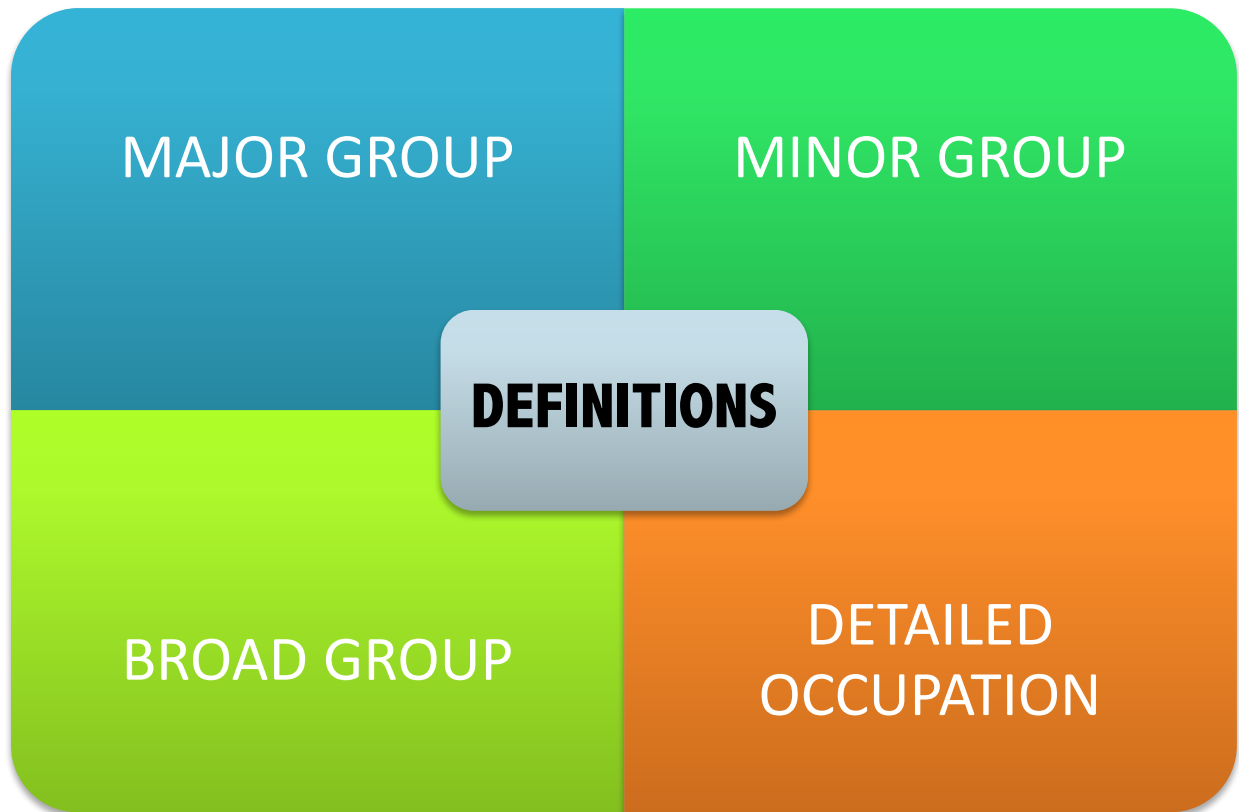 MAJOR GROUP
MINOR GROUP
DEFINITIONS
BROAD GROUP
DETAILED
OCCUPATION